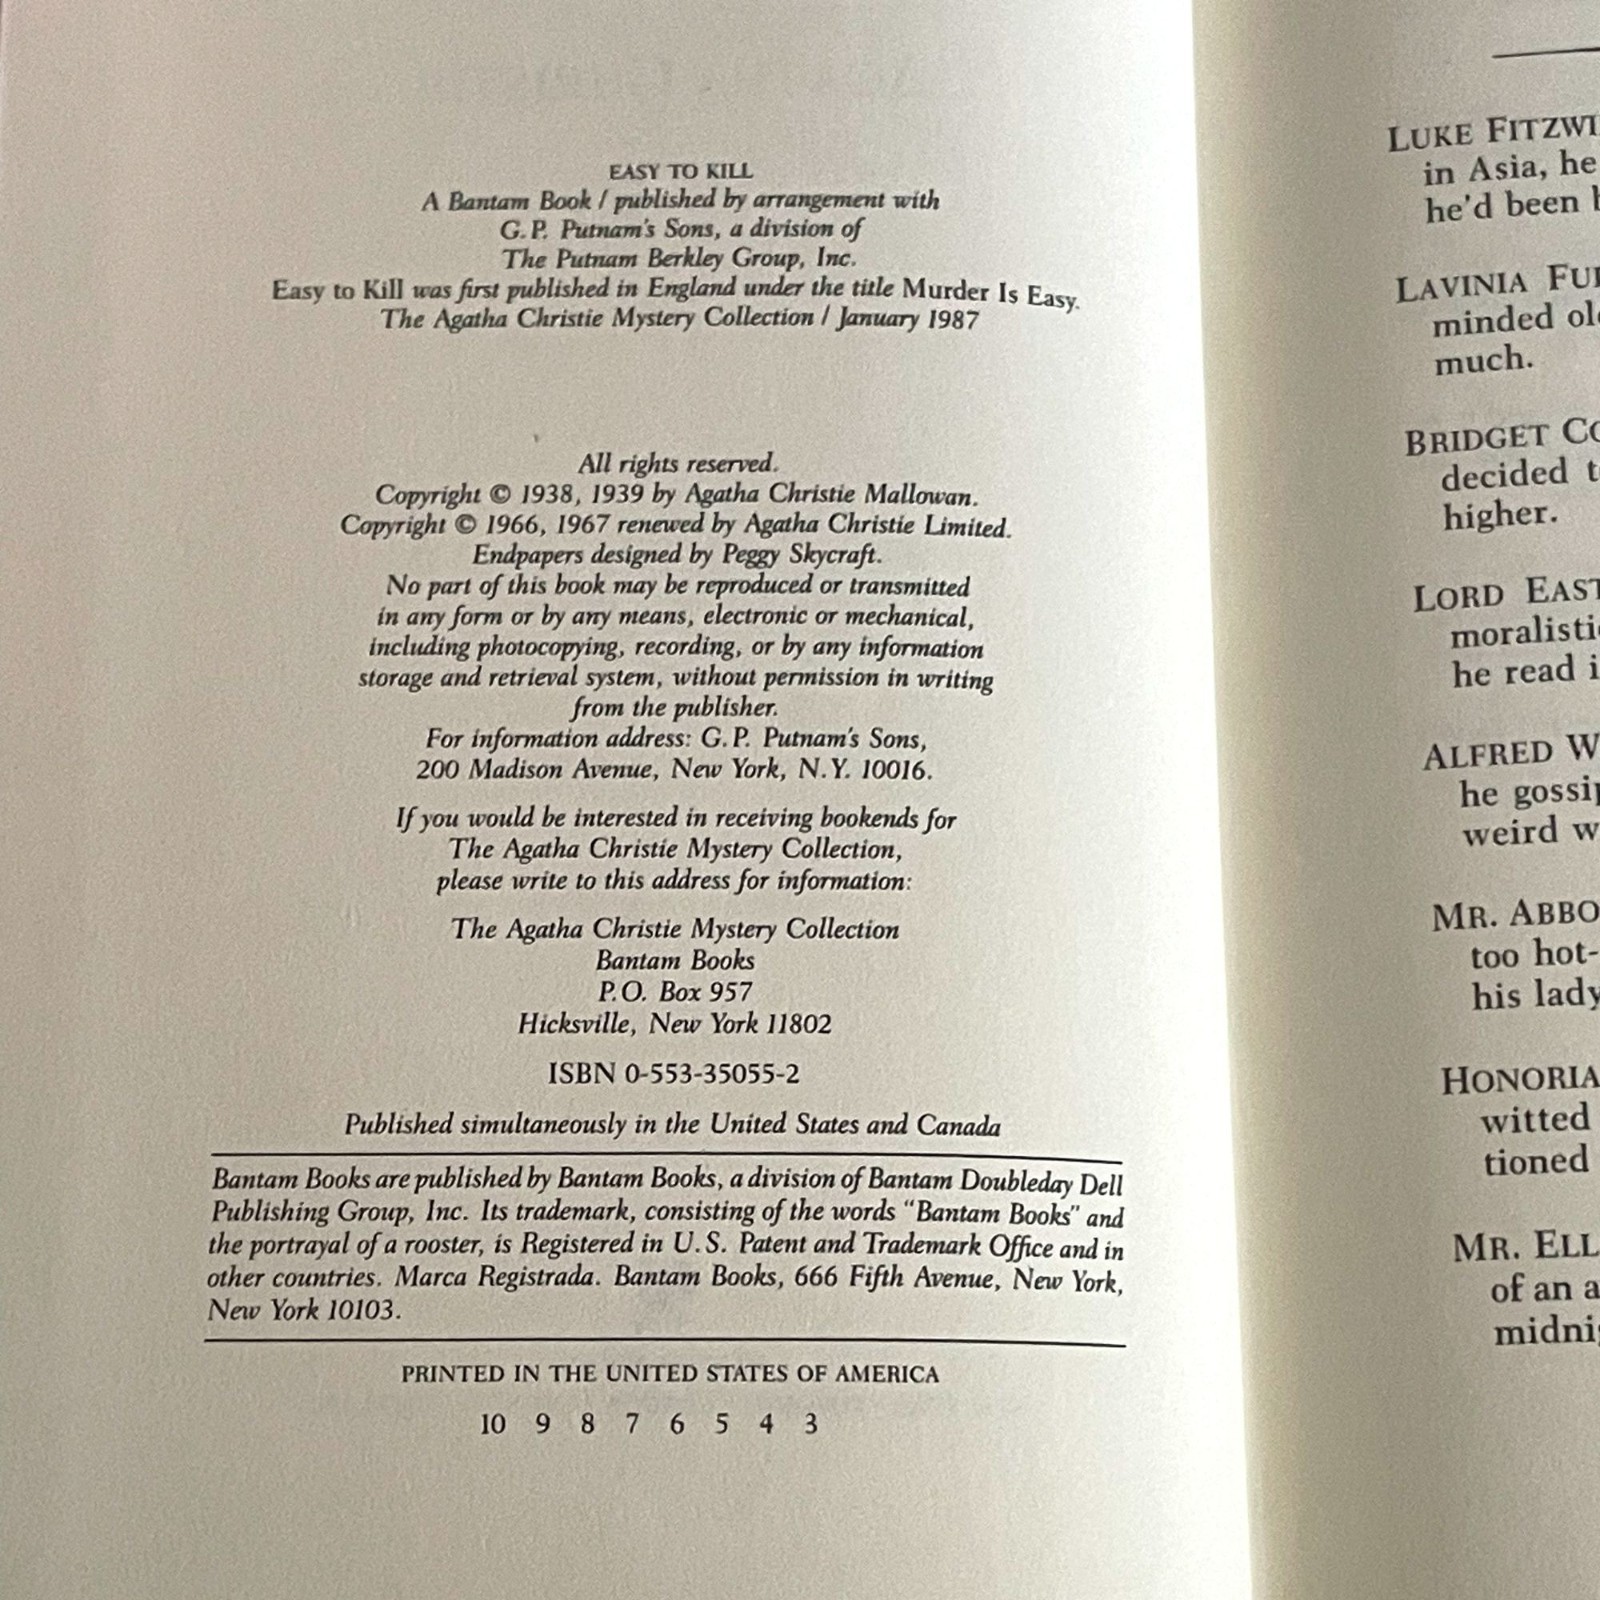 EASY TO KILL
A Bantam Book / published by arrangement with
G.P. Putnam's Sons, a division of
The Putnam Berkley Group, Inc.
Easy to Kill was first published in England under the title Murder Is Easy.
The Agatha Christie Mystery Collection / January 1987
All rights reserved.
Copyright © 1938, 1939 by Agatha Christie Mallowan.
Copyright © 1966, 1967 renewed by Agatha Christie Limited.
Endpapers designed by Peggy Skycraft.
No part of this book may be reproduced or transmitted
in any form or by any means, electronic or mechanical,
including photocopying, recording, or by any information
storage and retrieval system, without permission in writing
from the publisher.
For information address: G.P. Putnam's Sons,
200 Madison Avenue, New York, N.Y. 10016.
If you would be interested in receiving bookends for
The Agatha Christie Mystery Collection,
please write to this address for information:
The Agatha Christie Mystery Collection
Bantam Books
P.O. Box 957
Hicksville, New York 11802
ISBN 0-553-35055-2
Published simultaneously in the United States and Canada
Bantam Books are published by Bantam Books, a division of Bantam Doubleday Dell
Publishing Group, Inc. Its trademark, consisting of the words "Bantam Books" and
the portrayal of a rooster, is Registered in U.S. Patent and Trademark Office and in
other countries. Marca Registrada. Bantam Books, 666 Fifth Avenue, New York,
New York 10103.
PRINTED IN THE UNITED STATES OF AMERICA
10 9 8 7 6 5 4 3
LUKE
in Asia, he
he'd been
LAVINIA
minded
much.
BRIDGET
decided
higher.
LORD
he read
ALFRED
he
weird
MR.
too hot-
his lady
HONORIA
witted
tioned
MR.
of an